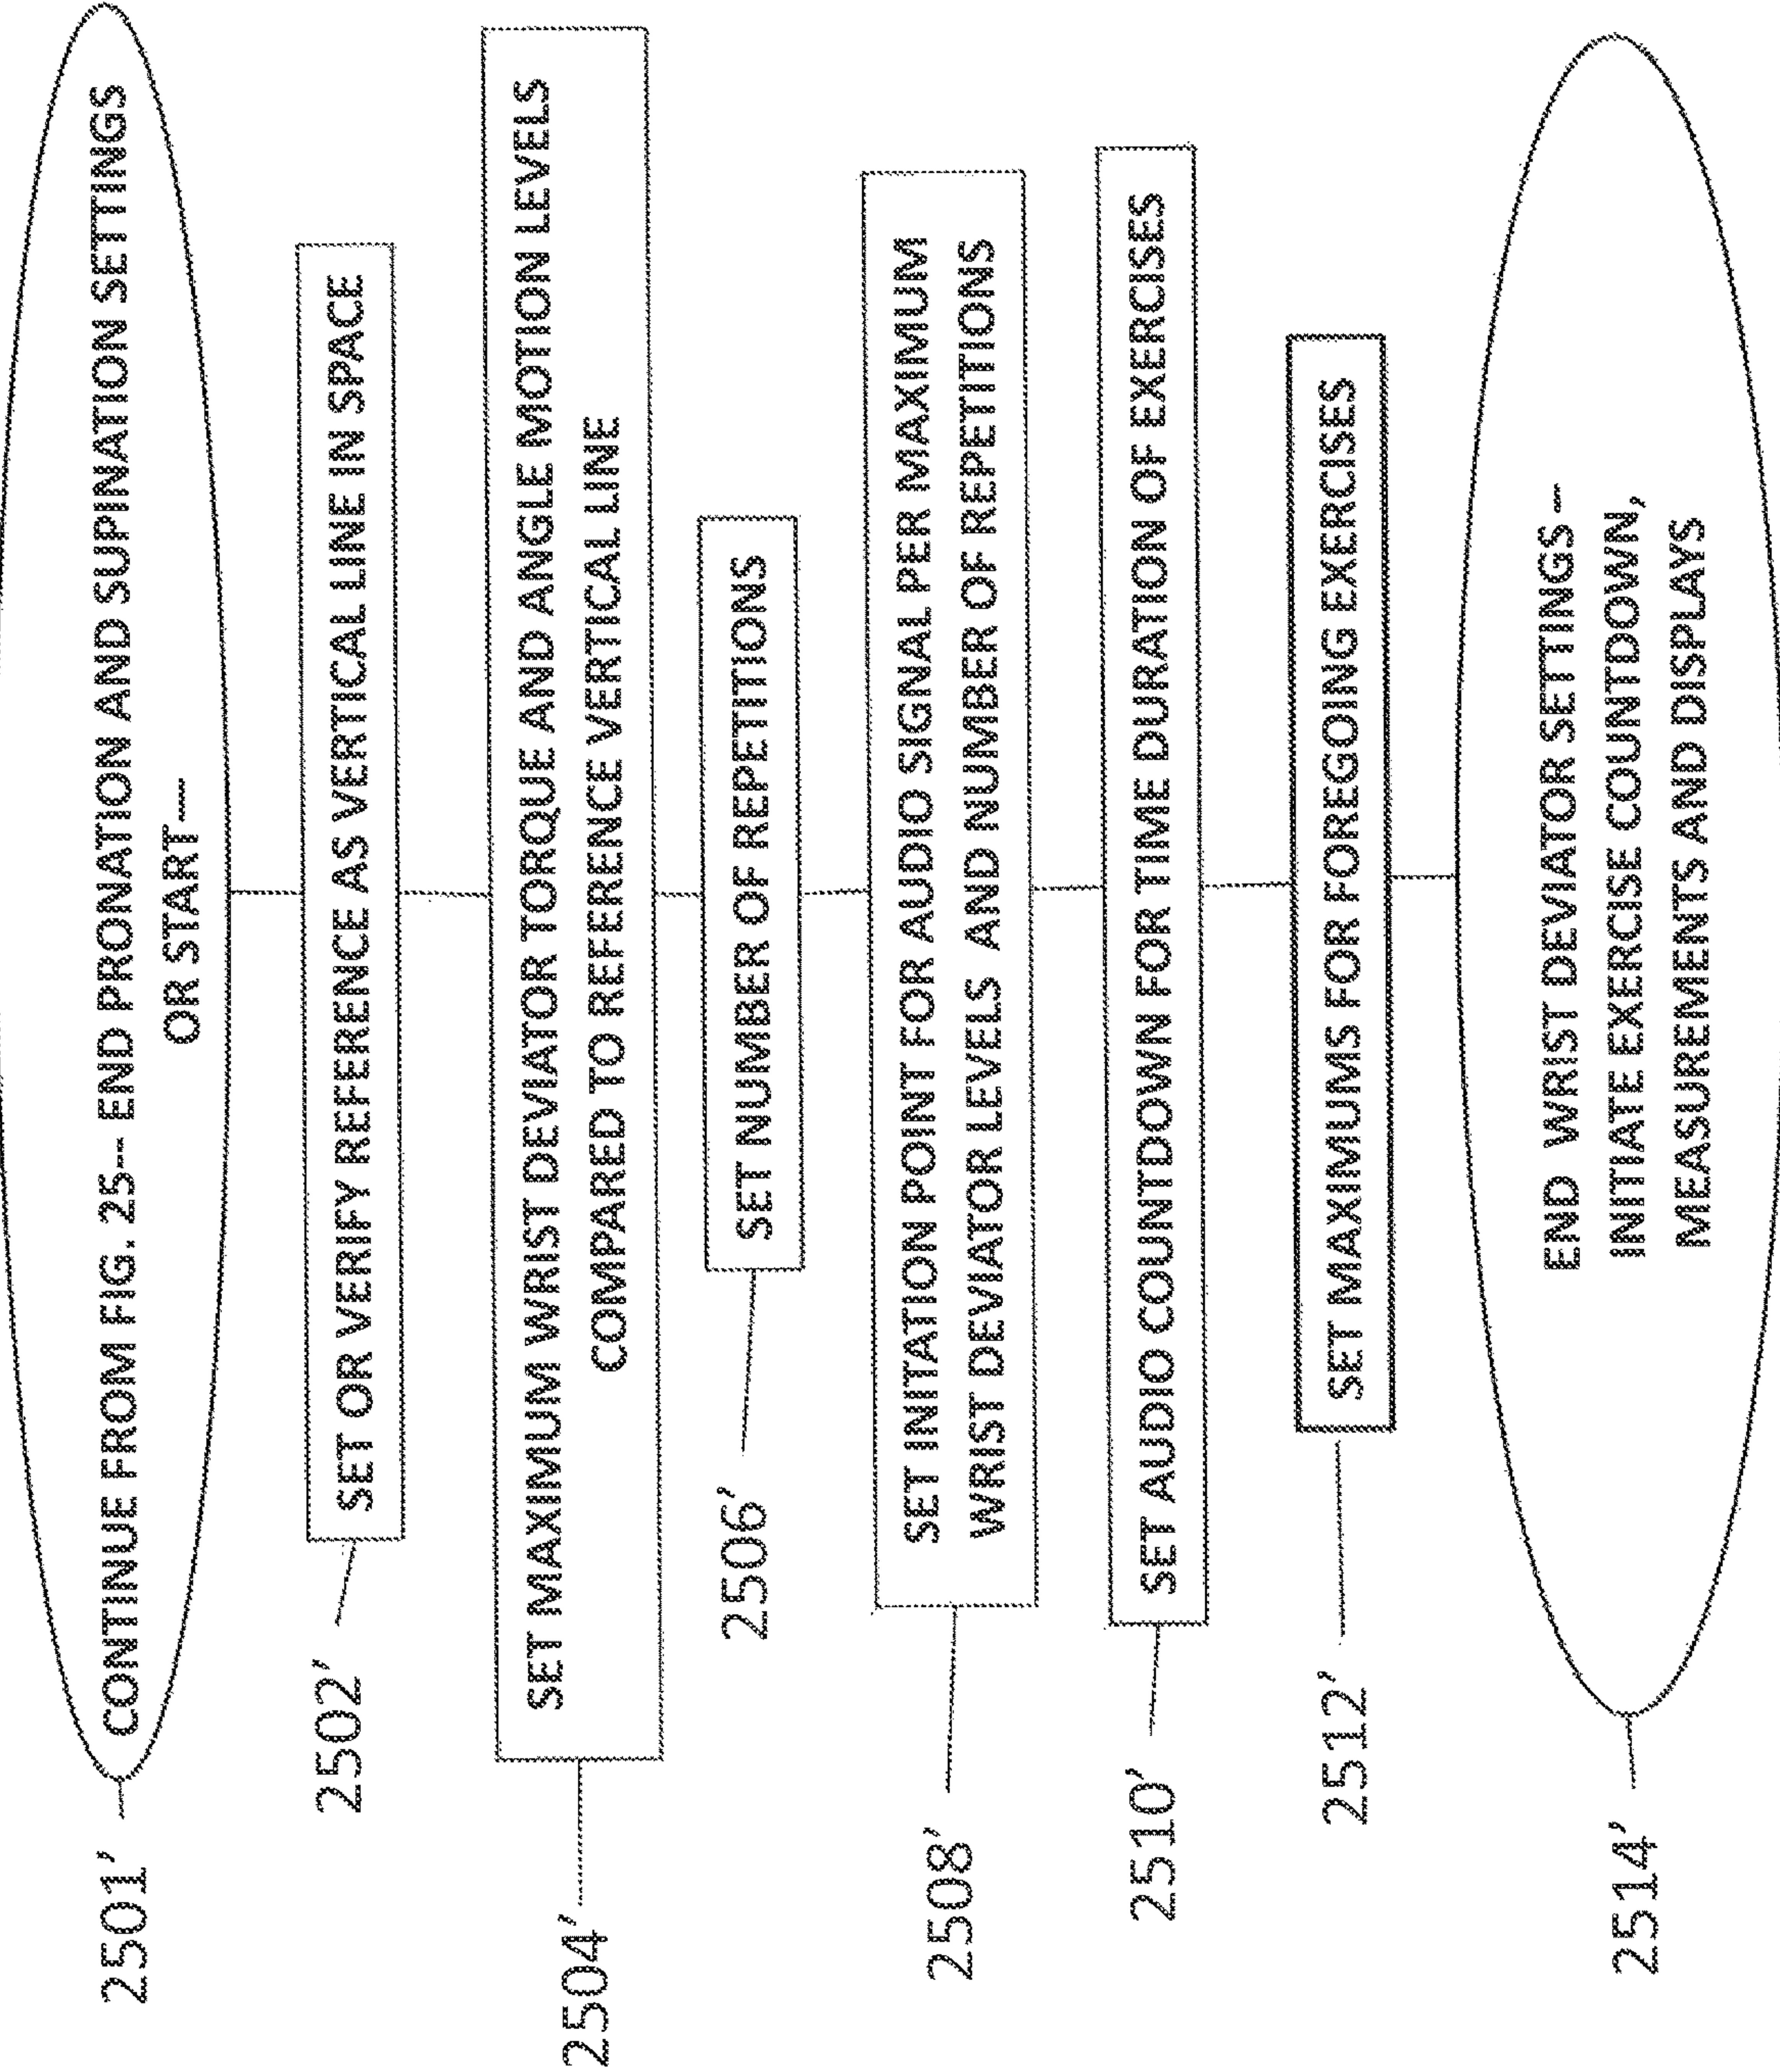 2501'
CONTINUE FROM FIG. 25-- END PRONATION AND SUPINATION SETTINGS
OR START---
2502'
SET OR VERIFY REFERENCE AS VERTICAL LINE IN SPACE
2504'
SET MAXIMUM WRIST DEVIATOR TORQUE AND ANGLE MOTION LEVELS
COMPARED TO REFERENCE VERTICAL LINE
2506'
SET NUMBER OF REPETITIONS
2508'
SET INITATION POINT FOR AUDIO SIGNAL PER MAXIMUM
WRIST DEVIATOR LEVELS AND NUMBER OF REPETITIONS
2510'
SET AUDIO COUNTDOWN FOR TIME DURATION OF EXERCISES
2512'
SET MAXIMUMS FOR FOREGOING EXERCISES
2514'
END WRIST DEVIATOR SETTINGS--
INITIATE EXERCISE COUNTDOWN,
MEASUREMENTS AND DISPLAYS